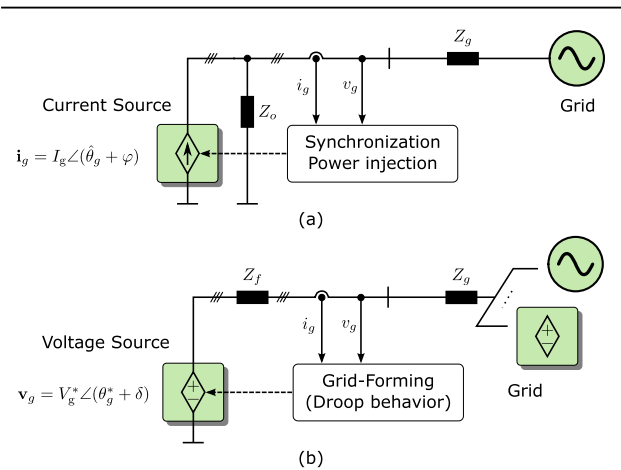 Z_g
i_g
v_g
Current Source
Z_o
Grid
Synchronization
Power injection
𝐢_g = I_g∠(θ̂_g + φ)
(a)
Z_f
Z_g
i_g
v_g
Voltage Source
Grid-Forming
(Droop behavior)
Grid
𝐯_g = V_g^*∠(θ_g^* + δ)
(b)